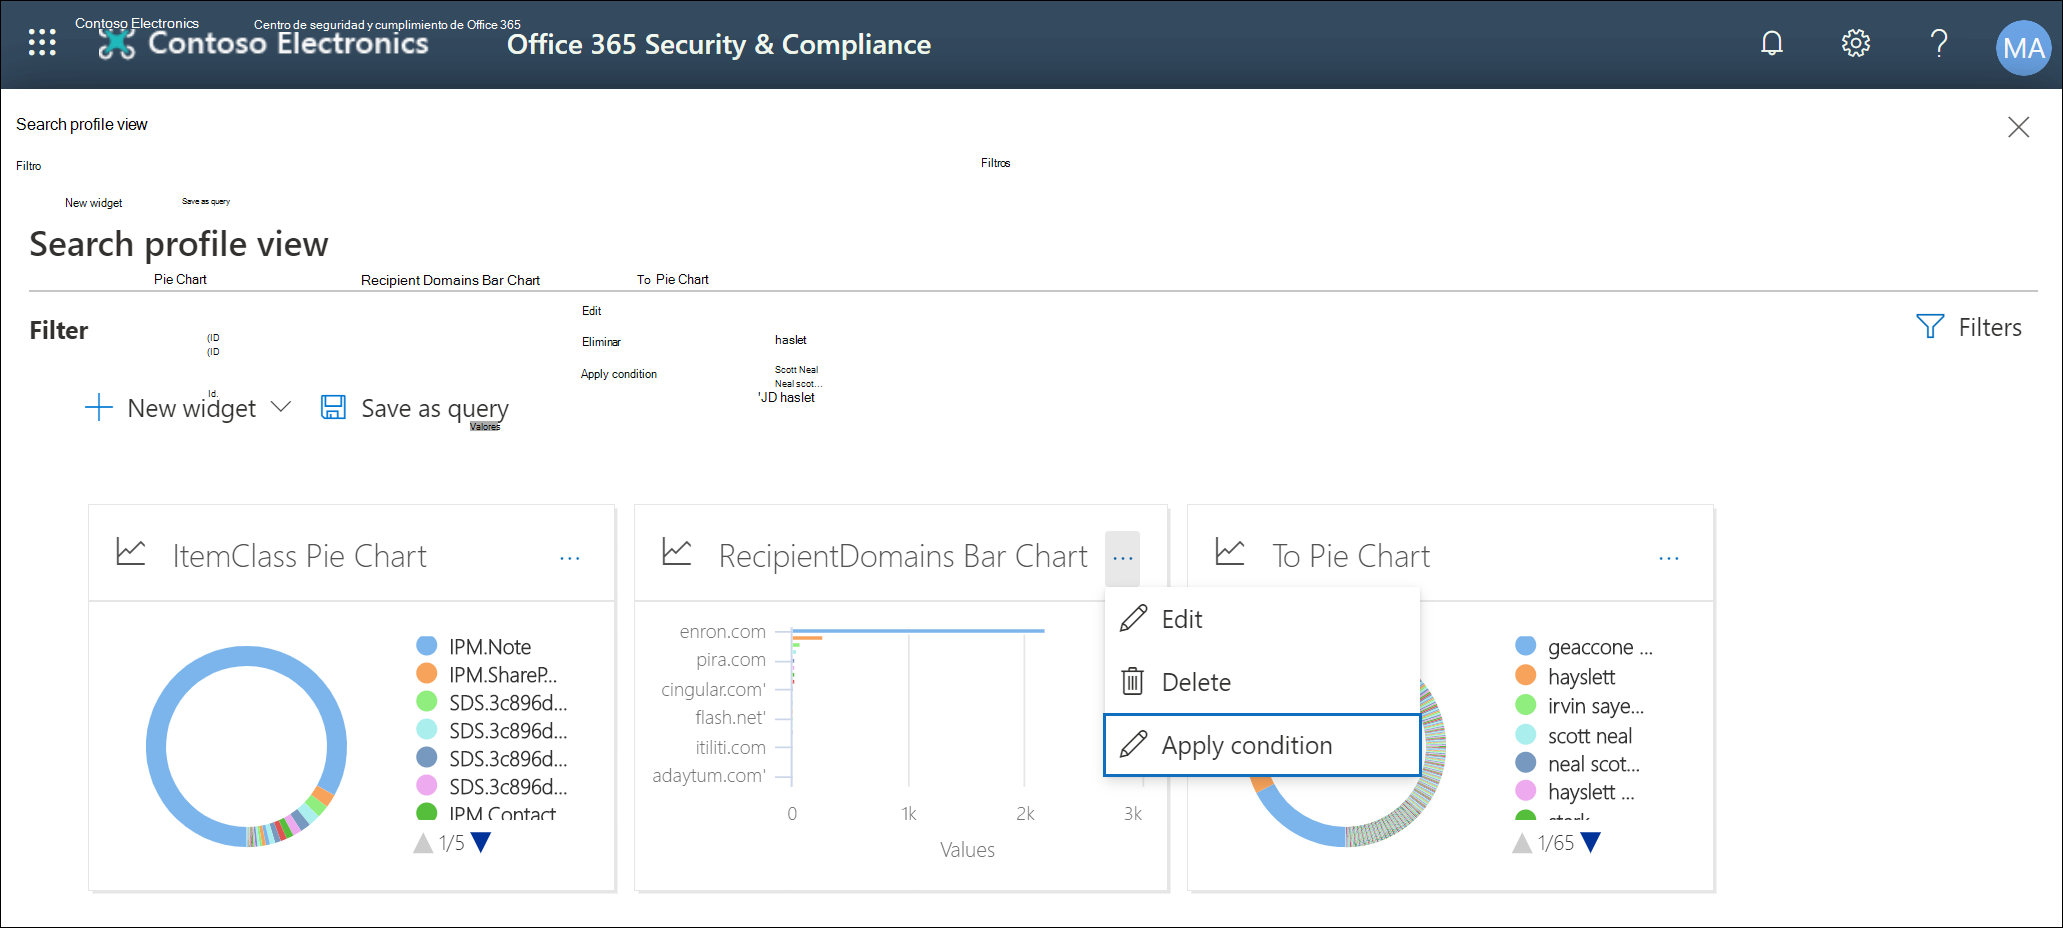 Contoso Electronics
Centro de seguridad y cumplimiento de Office 365
Contoso Electronics
Office 365 Security & Compliance
?
MA
Search profile view
Filtro
Filtros
New widget
Save as query
Search profile view
Pie Chart
Recipient Domains Bar Chart
To Pie Chart
Edit
Filter
Filters
(ID
(ID
Eliminar
haslet
Apply condition
Scott Neal
Neal scot...
'JD haslet
Id.
New widget
Save as query
Valores
ItemClass Pie Chart
...
RecipientDomains Bar Chart
...
To Pie Chart
...
IPM.Note
IPM.ShareP...
SDS.3c896d...
SDS.3c896d...
SDS.3c896d...
SDS.3c896d...
IPM.Contact
1/5
enron.com
pira.com
cingular.com'
flash.net'
itiliti.com
adaytum.com'
0
1k
2k
3k
Values
Edit
Delete
Apply condition
geaccone ...
hayslett
irvin saye...
scott neal
neal scot...
hayslett ...
stark
1/65